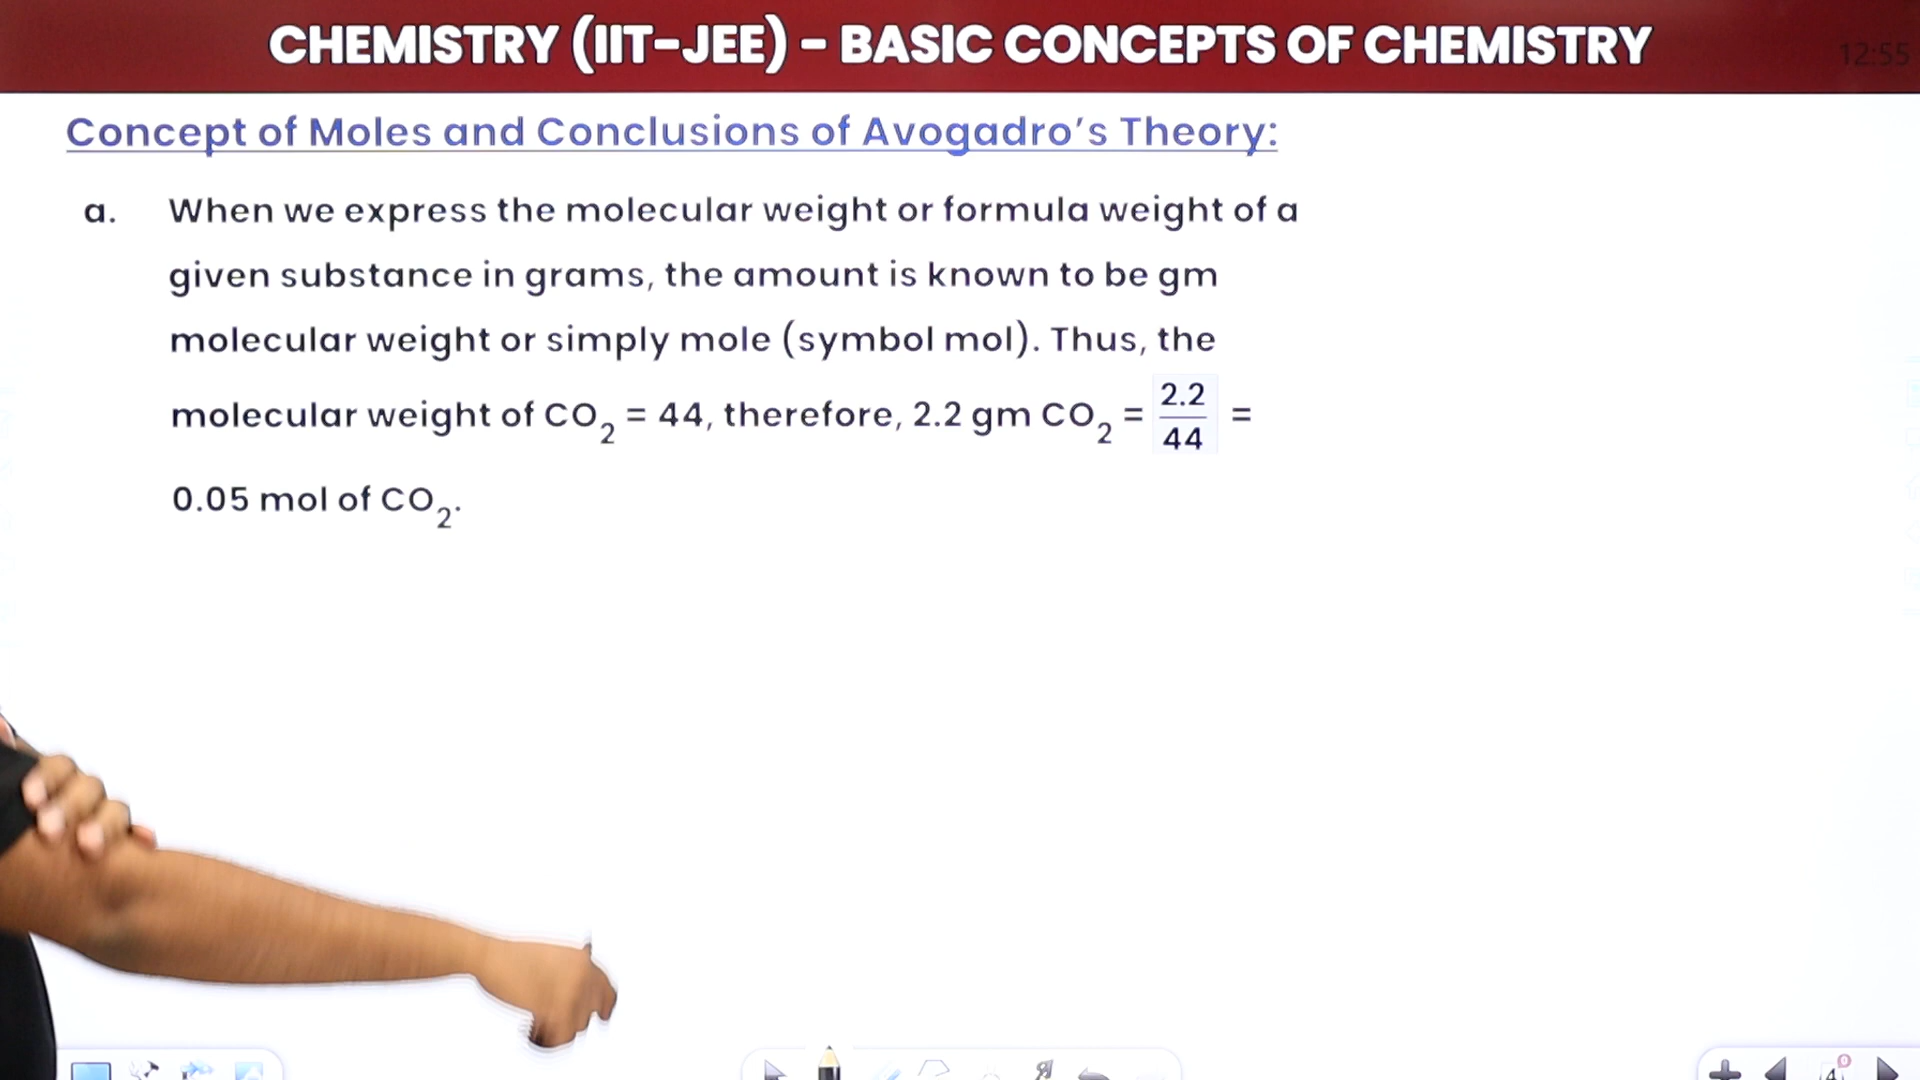 CHEMISTRY (IIT-JEE) - BASIC CONCEPTS OF CHEMISTRY
12:55
Concept of Moles and Conclusions of Avogadro's Theory:
a. When we express the molecular weight or formula weight of a
given substance in grams, the amount is known to be gm
molecular weight or simply mole (symbol mol). Thus, the
molecular weight of CO₂ = 44, therefore, 2.2 gm CO₂ = 2.2/44 =
0.05 mol of CO₂.
4